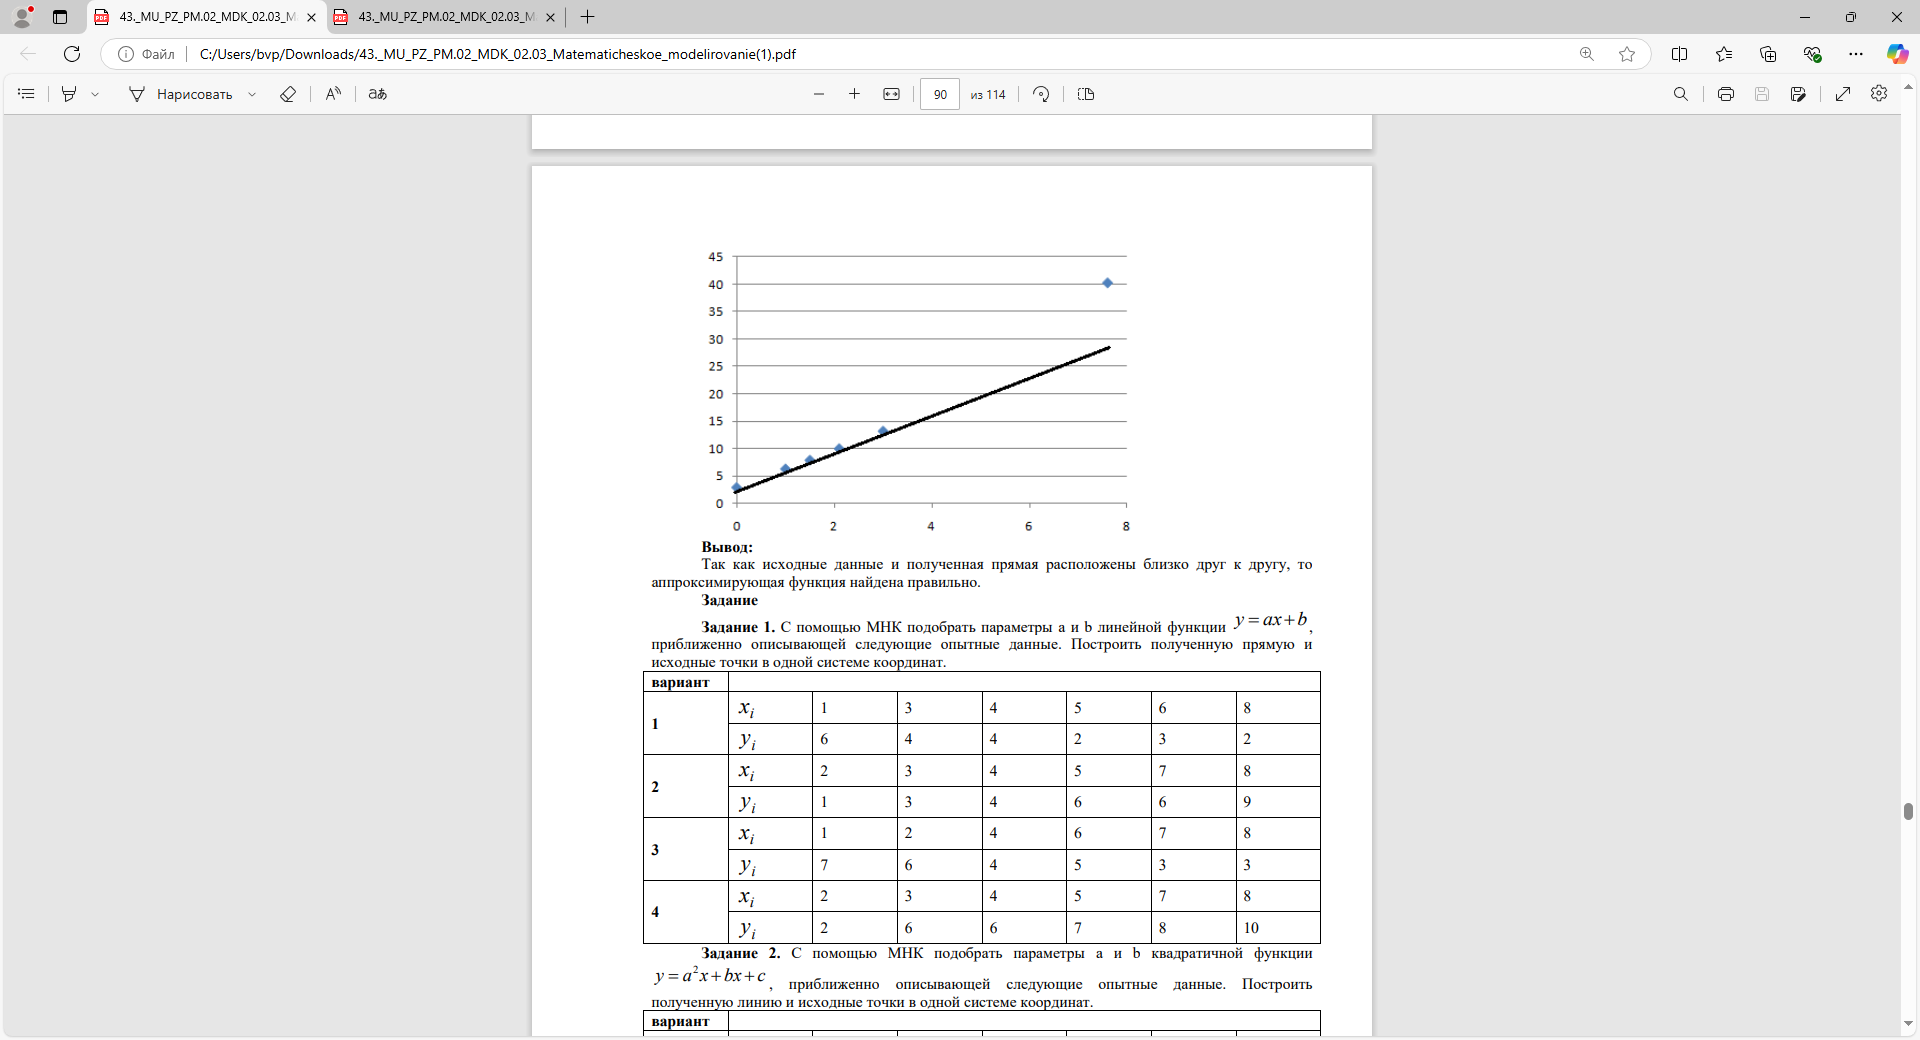 43._MU_PZ_PM.02_MDK_02.03_M
43._MU_PZ_PM.02_MDK_02.03_M
Файл
C:/Users/bvp/Downloads/43._MU_PZ_PM.02_MDK_02.03_Matematicheskoe_modelirovanie(1).pdf
Нарисовать
A
aあ
90
из 114
45
40
35
30
25
20
15
10
5
0
0 2 4 6 8
Вывод:
Так как исходные данные и полученная прямая расположены близко друг к другу, то
аппроксимирующая функция найдена правильно.
Задание
Задание 1. С помощью МНК подобрать параметры a и b линейной функции y = ax + b,
приближенно описывающей следующие опытные данные. Построить полученную прямую и
исходные точки в одной системе координат.
вариант
1
xi 1 3 4 5 6 8
yi 6 4 4 2 3 2
2
xi 2 3 4 5 7 8
yi 1 3 4 6 6 9
3
xi 1 2 4 6 7 8
yi 7 6 4 5 3 3
4
xi 2 3 4 5 7 8
yi 2 6 6 7 8 10
Задание 2. С помощью МНК подобрать параметры a и b квадратичной функции
y = a²x + bx + c, приближенно описывающей следующие опытные данные. Построить
полученную линию и исходные точки в одной системе координат.
вариант